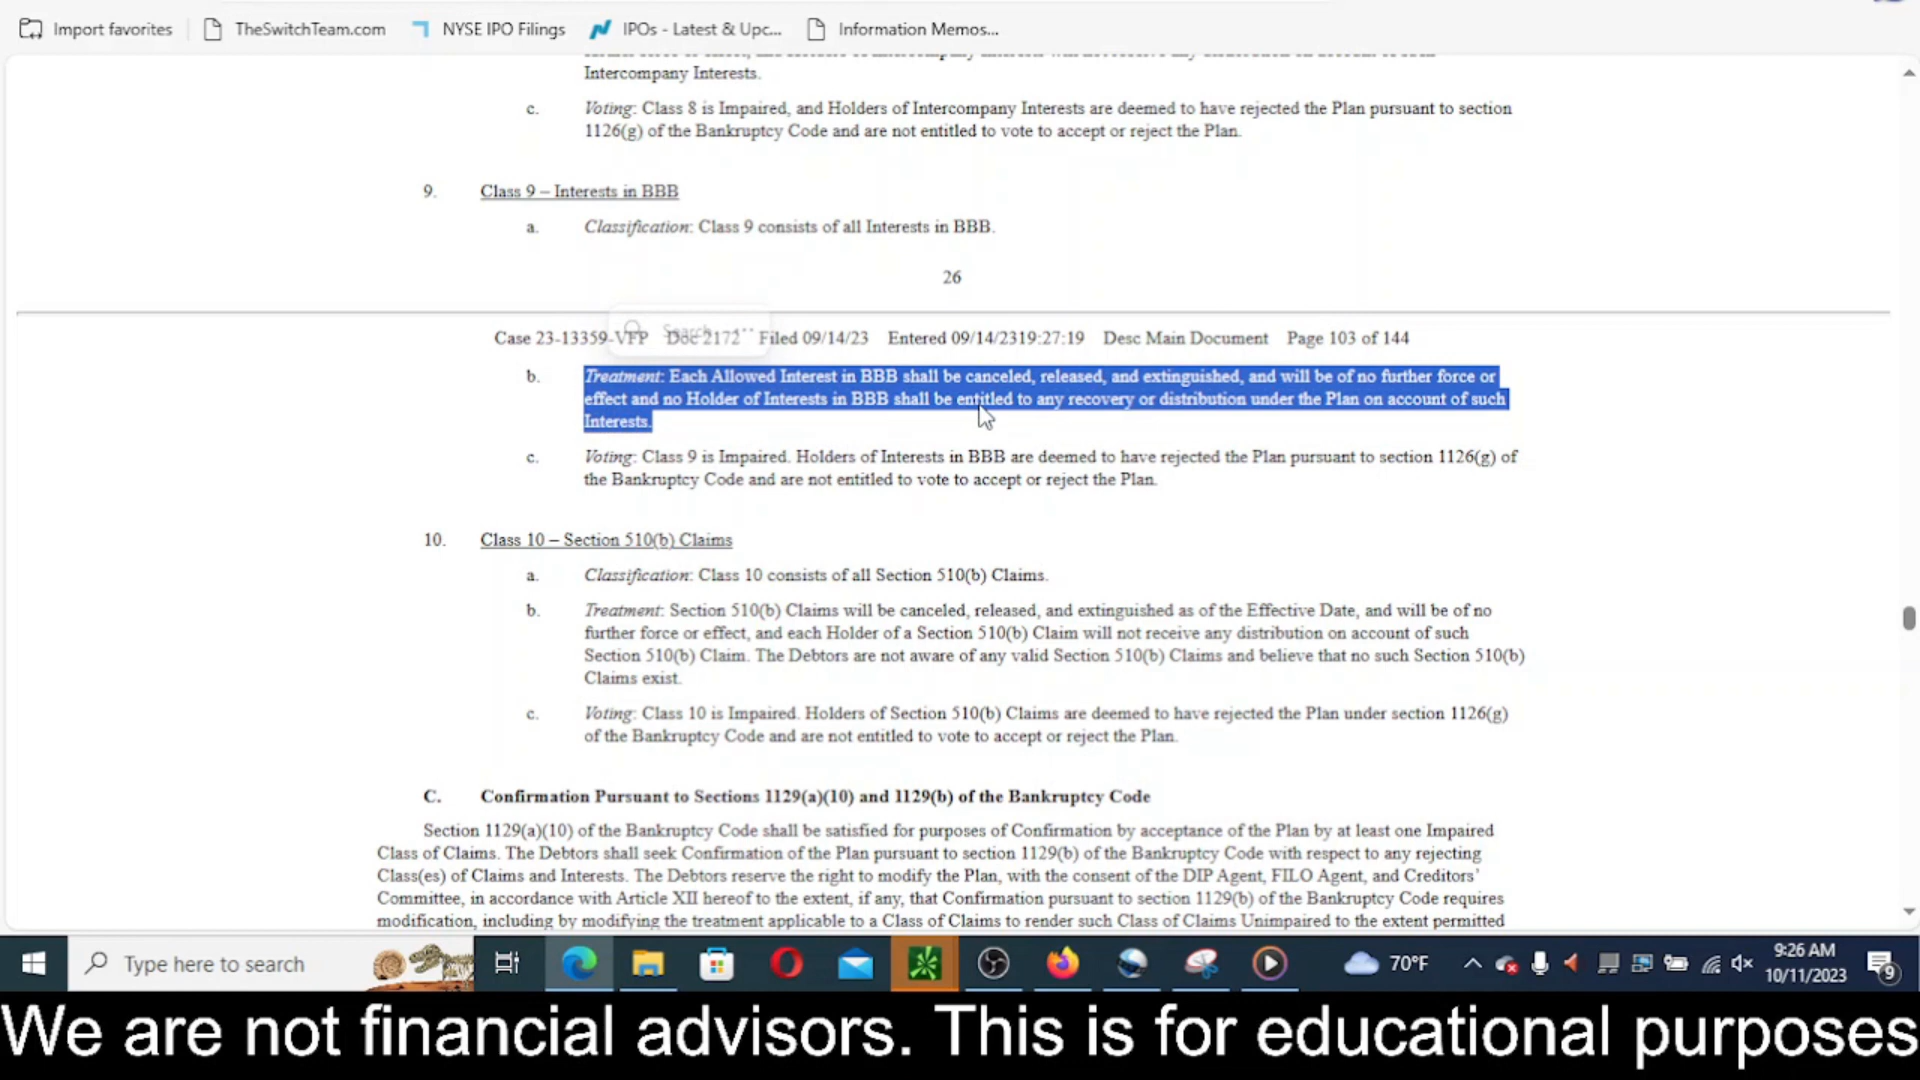 Import favorites
TheSwitchTeam.com
NYSE IPO Filings
IPOs - Latest & Upc...
Information Memos...
Intercompany Interests.
c. Voting: Class 8 is Impaired, and Holders of Intercompany Interests are deemed to have rejected the Plan pursuant to section
1126(g) of the Bankruptcy Code and are not entitled to vote to accept or reject the Plan.
9. Class 9 – Interests in BBB
a. Classification: Class 9 consists of all Interests in BBB.
26
Search
Case 23-13359-VFP Doc 2172 Filed 09/14/23 Entered 09/14/2319:27:19 Desc Main Document Page 103 of 144
b. Treatment: Each Allowed Interest in BBB shall be canceled, released, and extinguished, and will be of no further force or
effect and no Holder of Interests in BBB shall be entitled to any recovery or distribution under the Plan on account of such
Interests.
c. Voting: Class 9 is Impaired. Holders of Interests in BBB are deemed to have rejected the Plan pursuant to section 1126(g) of
the Bankruptcy Code and are not entitled to vote to accept or reject the Plan.
10. Class 10 – Section 510(b) Claims
a. Classification: Class 10 consists of all Section 510(b) Claims.
b. Treatment: Section 510(b) Claims will be canceled, released, and extinguished as of the Effective Date, and will be of no
further force or effect, and each Holder of a Section 510(b) Claim will not receive any distribution on account of such
Section 510(b) Claim. The Debtors are not aware of any valid Section 510(b) Claims and believe that no such Section 510(b)
Claims exist.
c. Voting: Class 10 is Impaired. Holders of Section 510(b) Claims are deemed to have rejected the Plan under section 1126(g)
of the Bankruptcy Code and are not entitled to vote to accept or reject the Plan.
C. Confirmation Pursuant to Sections 1129(a)(10) and 1129(b) of the Bankruptcy Code
Section 1129(a)(10) of the Bankruptcy Code shall be satisfied for purposes of Confirmation by acceptance of the Plan by at least one Impaired
Class of Claims. The Debtors shall seek Confirmation of the Plan pursuant to section 1129(b) of the Bankruptcy Code with respect to any rejecting
Class(es) of Claims and Interests. The Debtors reserve the right to modify the Plan, with the consent of the DIP Agent, FILO Agent, and Creditors'
Committee, in accordance with Article XII hereof to the extent, if any, that Confirmation pursuant to section 1129(b) of the Bankruptcy Code requires
modification, including by modifying the treatment applicable to a Class of Claims to render such Class of Claims Unimpaired to the extent permitted
Type here to search
70°F
9:26 AM
10/11/2023
9
We are not financial advisors. This is for educational purposes